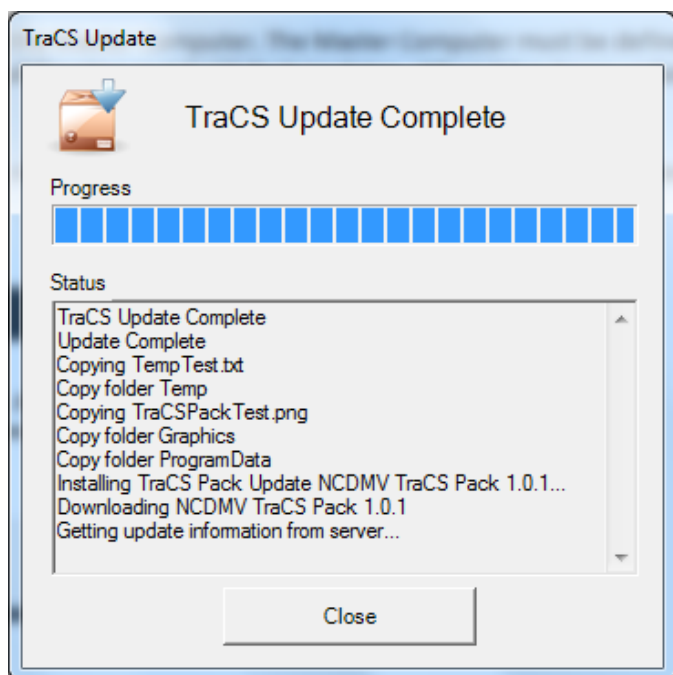 TraCS Update
TraCS Update Complete
Progress
Status
TraCS Update Complete
Update Complete
Copying TempTest.txt
Copy folder Temp
Copying TraCSPackTest.png
Copy folder Graphics
Copy folder ProgramData
Installing TraCS Pack Update NCDMV TraCS Pack 1.0.1...
Downloading NCDMV TraCS Pack 1.0.1
Getting update information from server...
Close